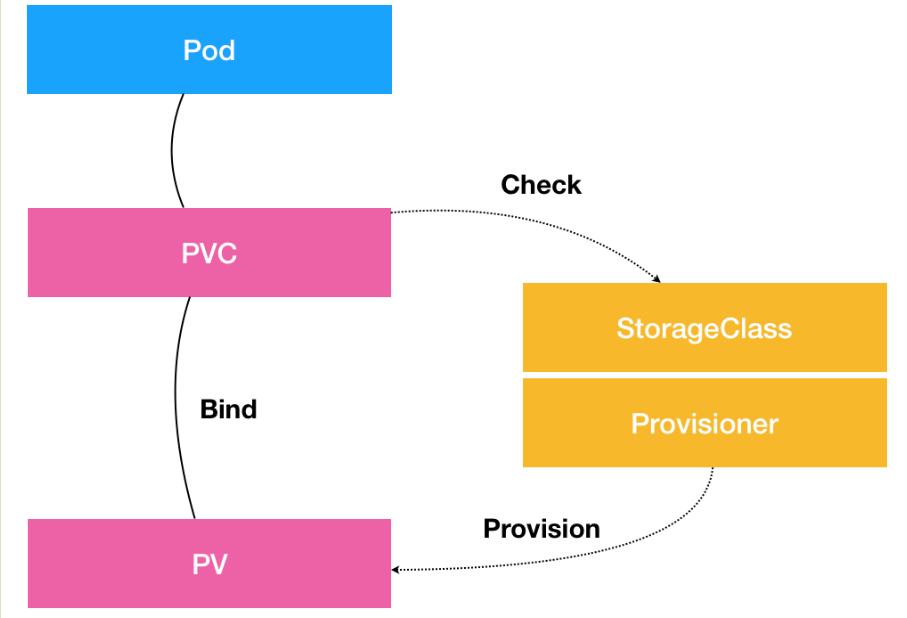 Pod
Check
PVC
StorageClass
Bind
Provisioner
Provision
PV